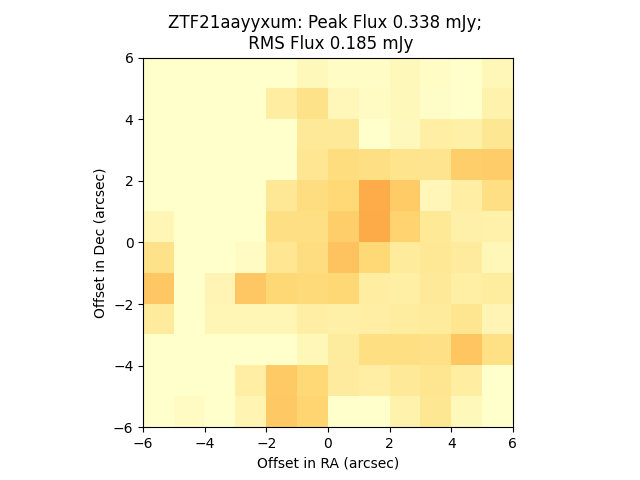 ZTF21aayyxum: Peak Flux 0.338 mJy;
RMS Flux 0.185 mJy
6
4
2
0
−2
−4
−6
Offset in Dec (arcsec)
−6 −4 −2 0 2 4 6
Offset in RA (arcsec)